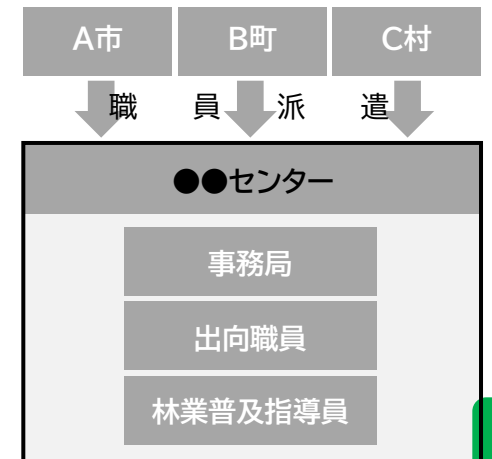 A市 B町 C村
職員派遣
●●センター
事務局
出向職員
林業普及指導員